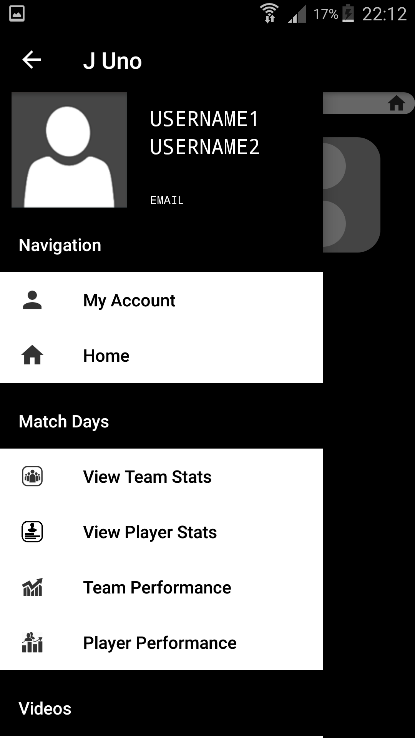 17% 22:12
J Uno
USERNAME1
USERNAME2
EMAIL
Navigation
My Account
Home
Match Days
View Team Stats
View Player Stats
Team Performance
Player Performance
Videos